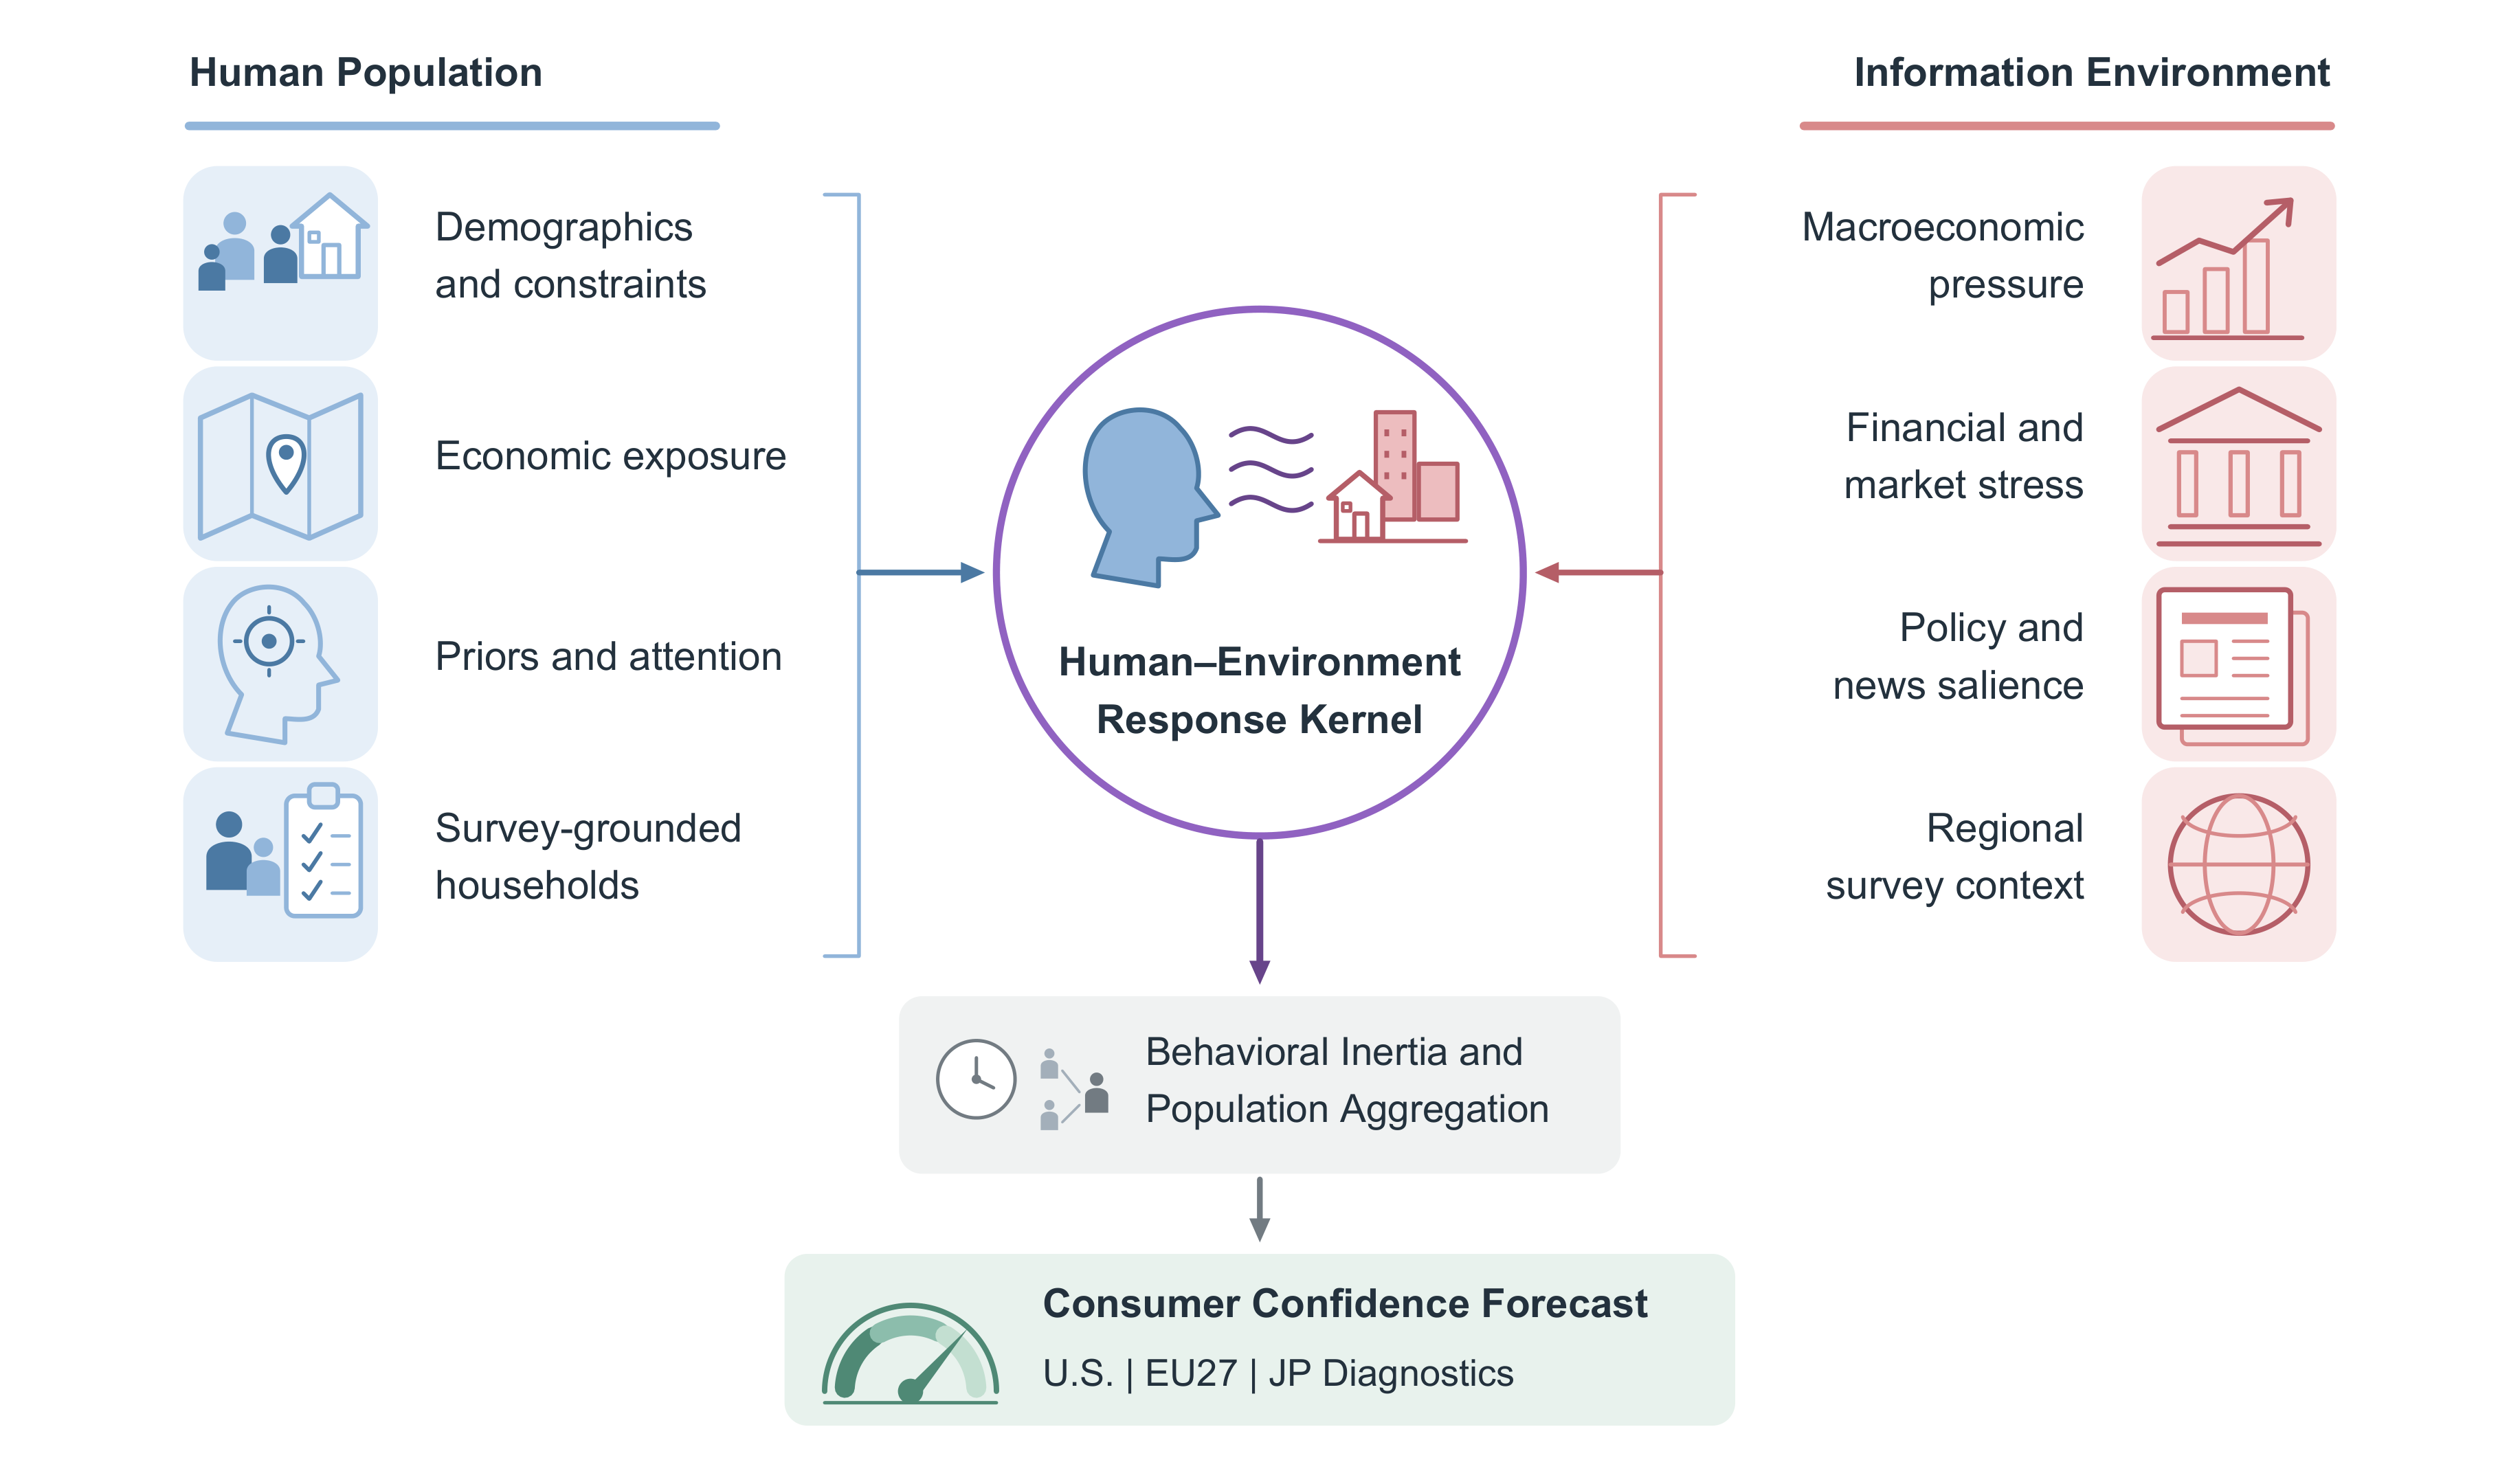 Human Population
Information Environment
Demographics
and constraints
Economic exposure
Priors and attention
Survey-grounded
households
Macroeconomic
pressure
Financial and
market stress
Policy and
news salience
Regional
survey context
Human–Environment
Response Kernel
Behavioral Inertia and
Population Aggregation
Consumer Confidence Forecast
U.S. | EU27 | JP Diagnostics